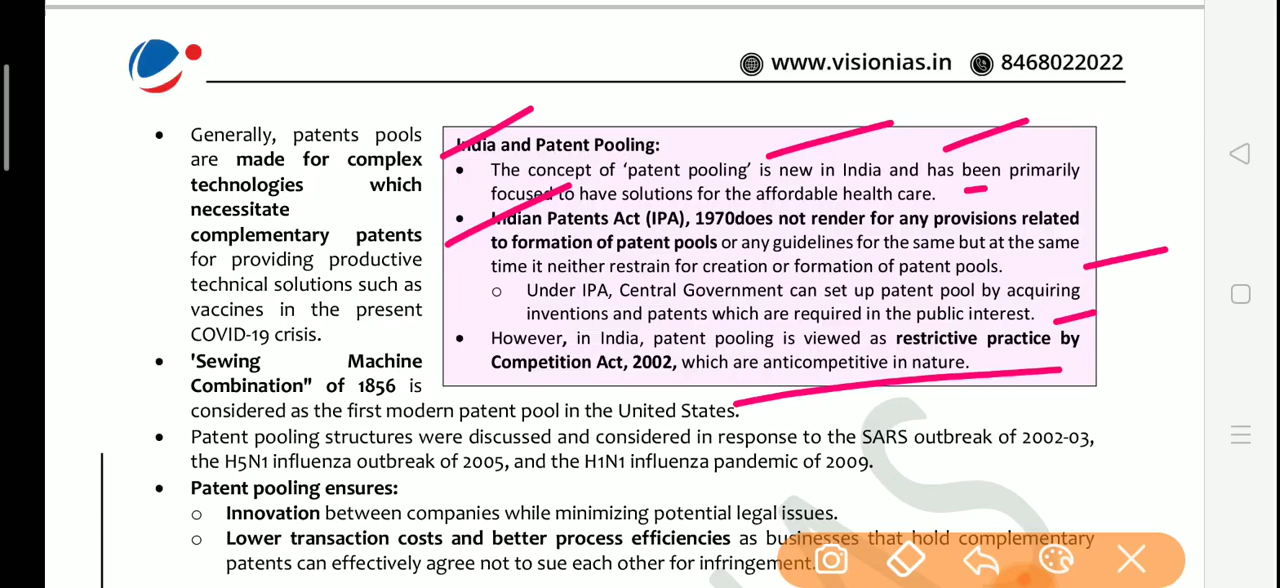 www.visionias.in 8468022022
• Generally, patents pools
are made for complex
technologies which
necessitate
complementary patents
for providing productive
technical solutions such as
vaccines in the present
COVID-19 crisis.
• 'Sewing Machine
Combination" of 1856 is
considered as the first modern patent pool in the United States.
India and Patent Pooling:
• The concept of ‘patent pooling’ is new in India and has been primarily
focused to have solutions for the affordable health care.
• Indian Patents Act (IPA), 1970does not render for any provisions related
to formation of patent pools or any guidelines for the same but at the same
time it neither restrain for creation or formation of patent pools.
o Under IPA, Central Government can set up patent pool by acquiring
inventions and patents which are required in the public interest.
• However, in India, patent pooling is viewed as restrictive practice by
Competition Act, 2002, which are anticompetitive in nature.
• Patent pooling structures were discussed and considered in response to the SARS outbreak of 2002-03,
the H5N1 influenza outbreak of 2005, and the H1N1 influenza pandemic of 2009.
• Patent pooling ensures:
o Innovation between companies while minimizing potential legal issues.
o Lower transaction costs and better process efficiencies as businesses that hold complementary
patents can effectively agree not to sue each other for infringement.